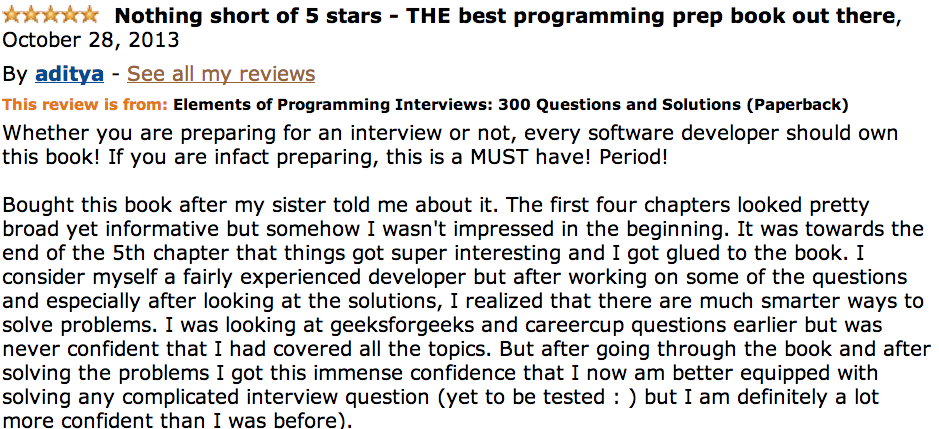 Nothing short of 5 stars - THE best programming prep book out there,
October 28, 2013
By aditya - See all my reviews
This review is from: Elements of Programming Interviews: 300 Questions and Solutions (Paperback)
Whether you are preparing for an interview or not, every software developer should own
this book! If you are infact preparing, this is a MUST have! Period!
Bought this book after my sister told me about it. The first four chapters looked pretty
broad yet informative but somehow I wasn't impressed in the beginning. It was towards the
end of the 5th chapter that things got super interesting and I got glued to the book. I
consider myself a fairly experienced developer but after working on some of the questions
and especially after looking at the solutions, I realized that there are much smarter ways to
solve problems. I was looking at geeksforgeeks and careercup questions earlier but was
never confident that I had covered all the topics. But after going through the book and after
solving the problems I got this immense confidence that I now am better equipped with
solving any complicated interview question (yet to be tested : ) but I am definitely a lot
more confident than I was before).